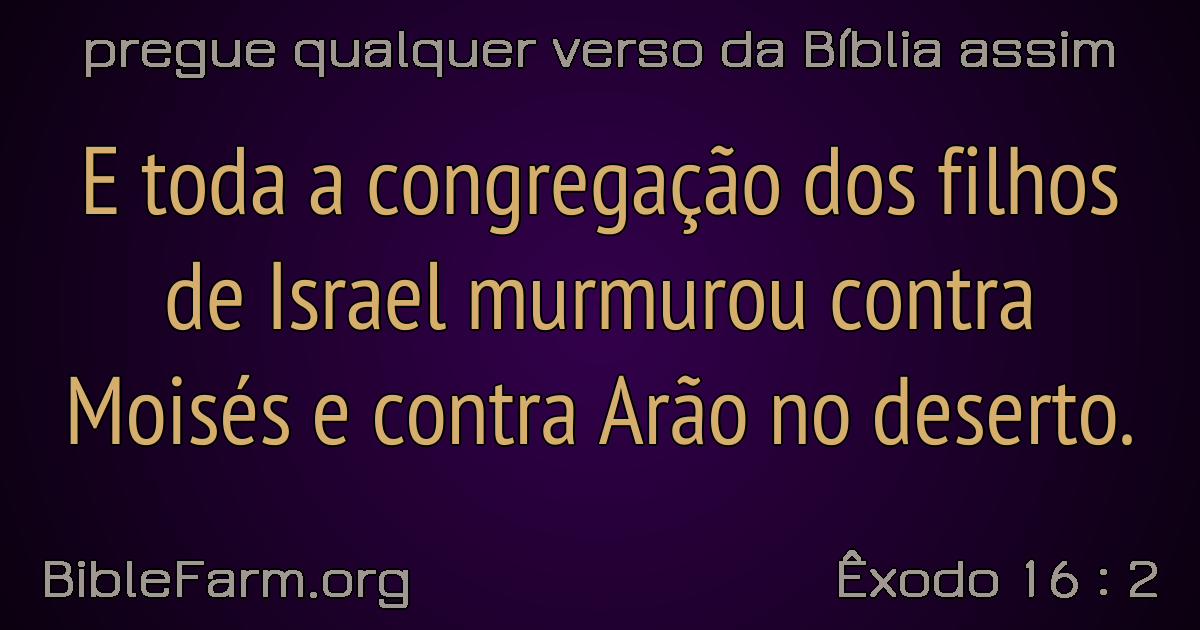 pregue qualquer verso da Bíblia assim
E toda a congregação dos filhos
de Israel murmurou contra
Moisés e contra Arão no deserto.
BibleFarm.org
Êxodo 16 : 2